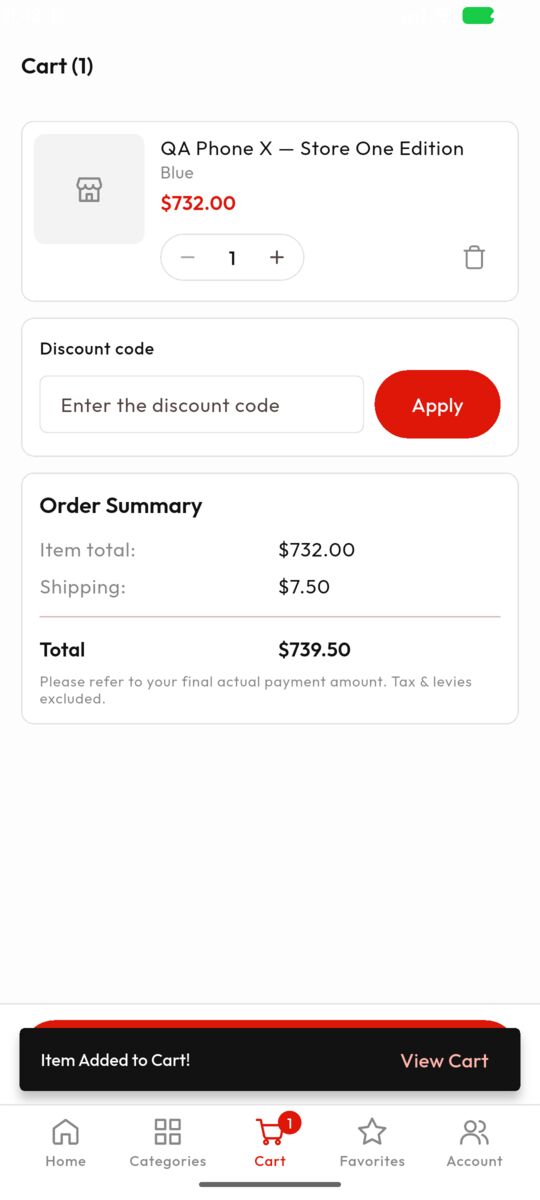 Cart (1)
QA Phone X — Store One Edition
Blue
$732.00
1
Discount code
Enter the discount code
Apply
Order Summary
Item total:
$732.00
Shipping:
$7.50
Total
$739.50
Please refer to your final actual payment amount. Tax & levies
excluded.
Item Added to Cart!
View Cart
1
Home
Categories
Cart
Favorites
Account